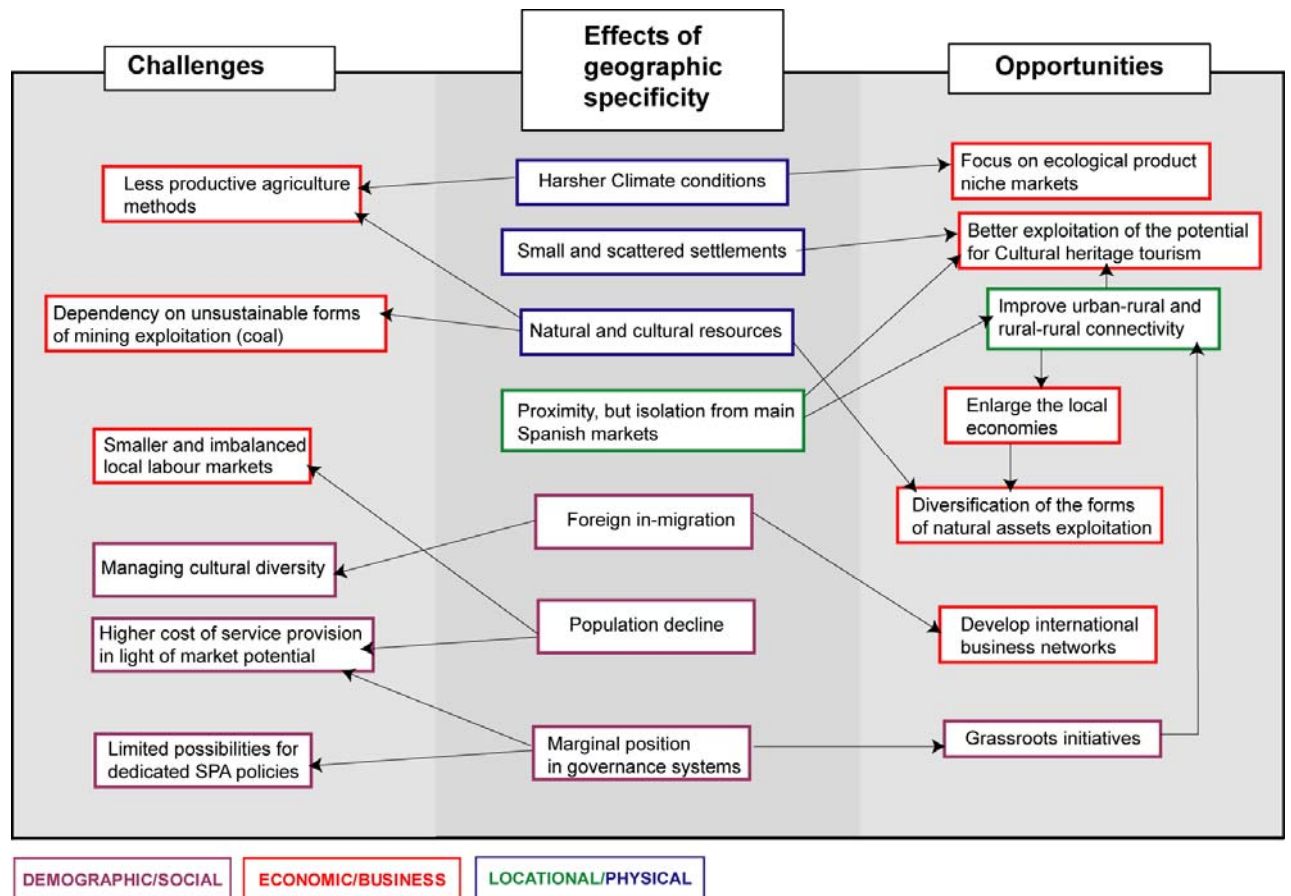 Challenges
Effects of
geographic
specificity
Opportunities
Less productive agriculture
methods
Dependency on unsustainable forms
of mining exploitation (coal)
Smaller and imbalanced
local labour markets
Managing cultural diversity
Higher cost of service provision
in light of market potential
Limited possibilities for
dedicated SPA policies
Harsher Climate conditions
Small and scattered settlements
Natural and cultural resources
Proximity, but isolation from main
Spanish markets
Foreign in-migration
Population decline
Marginal position
in governance systems
Focus on ecological product
niche markets
Better exploitation of the potential
for Cultural heritage tourism
Improve urban-rural and
rural-rural connectivity
Enlarge the local
economies
Diversification of the forms
of natural assets exploitation
Develop international
business networks
Grassroots initiatives
DEMOGRAPHIC/SOCIAL
ECONOMIC/BUSINESS
LOCATIONAL/PHYSICAL